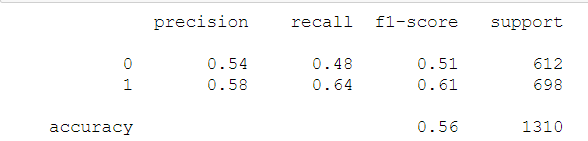 precision recall f1-score support
0 0.54 0.48 0.51 612
1 0.58 0.64 0.61 698
accuracy 0.56 1310